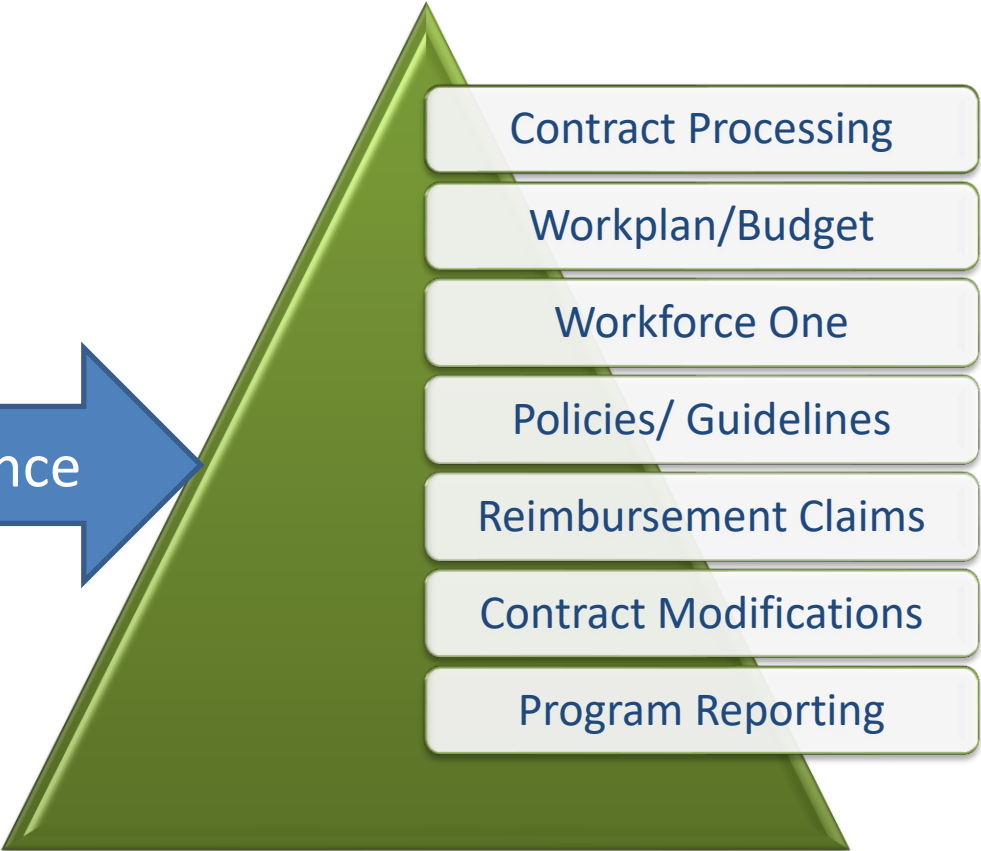 Contract Processing
Workplan/Budget
Workforce One
Policies/ Guidelines
nce
Reimbursement Claims
Contract Modifications
Program Reporting